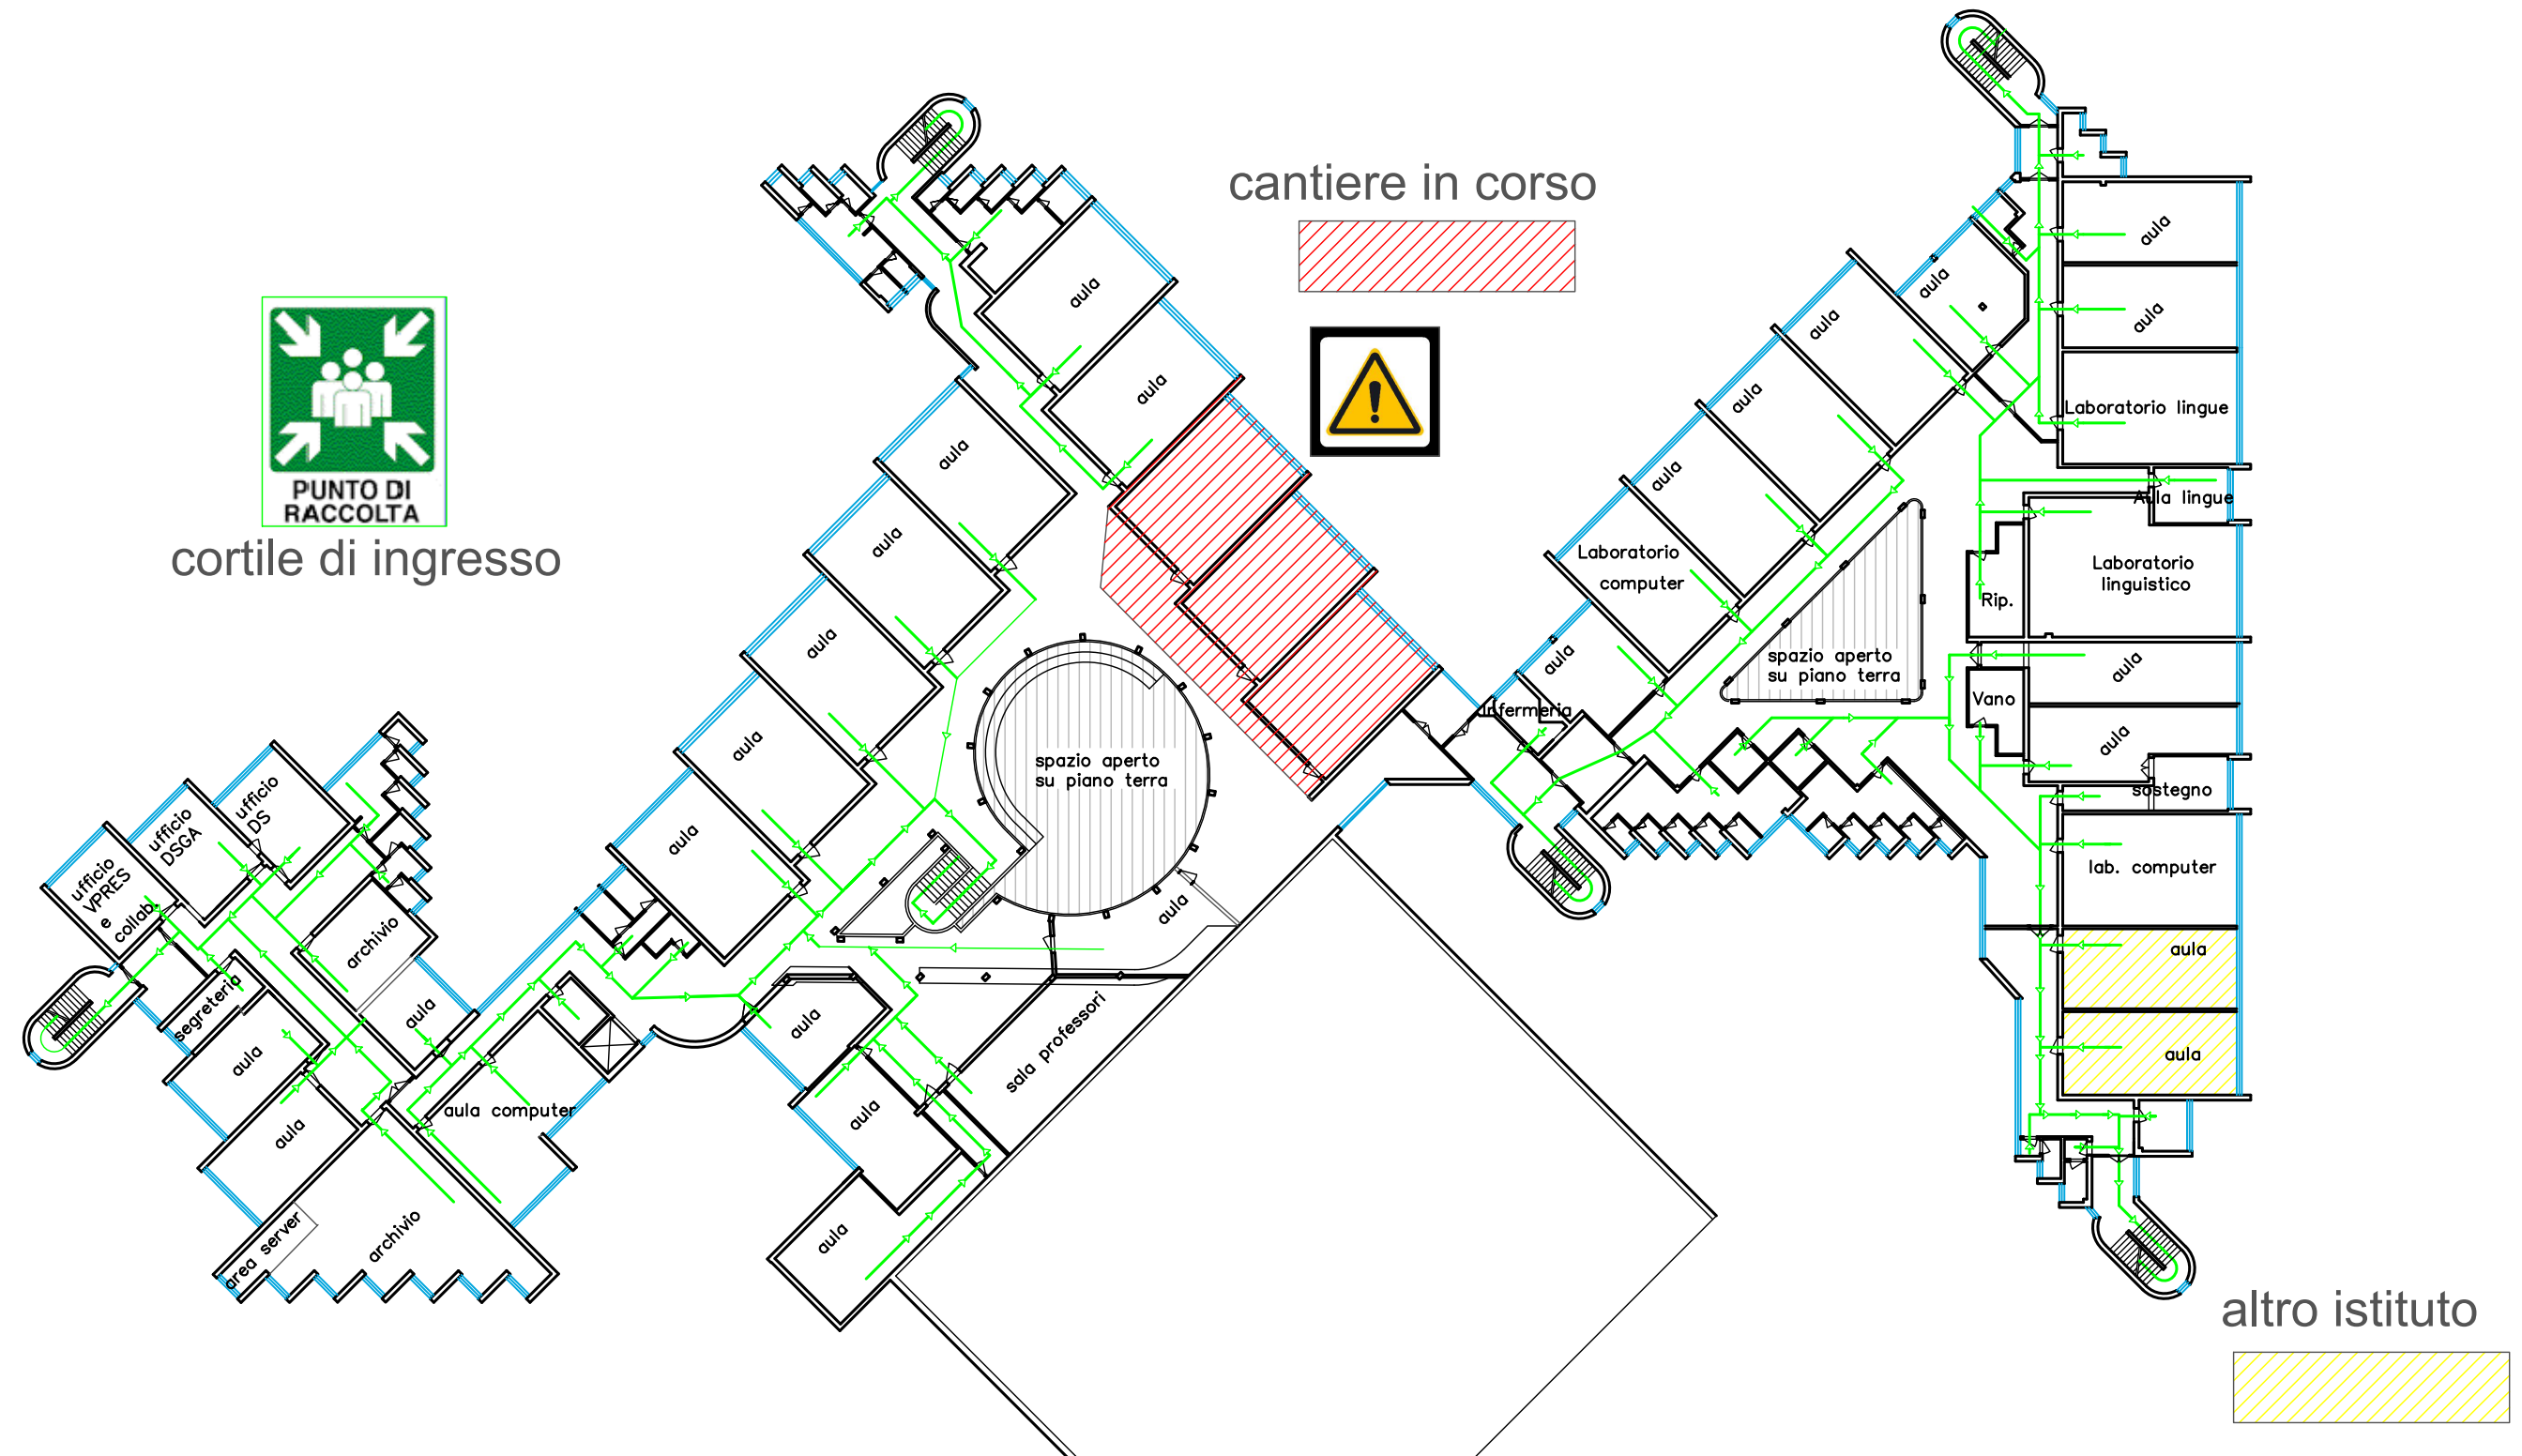 cantiere in corso
PUNTO DI
RACCOLTA
cortile di ingresso
aula
aula
aula
aula
aula
aula
aula
spazio aperto
su piano terra
aula
ufficio
DS
ufficio
DSGA
ufficio
VPRES
e
collab.
archivio
segreteria
aula
aula
aula
aula computer
area server
archivio
aula
aula
aula
sala professori
aula
aula
aula
aula
aula
Laboratorio
computer
aula
Infermeria
spazio aperto
su piano terra
aula
aula
Laboratorio lingue
Aula lingue
Laboratorio
linguistico
Rip.
aula
Vano
aula
sostegno
lab. computer
aula
aula
altro istituto